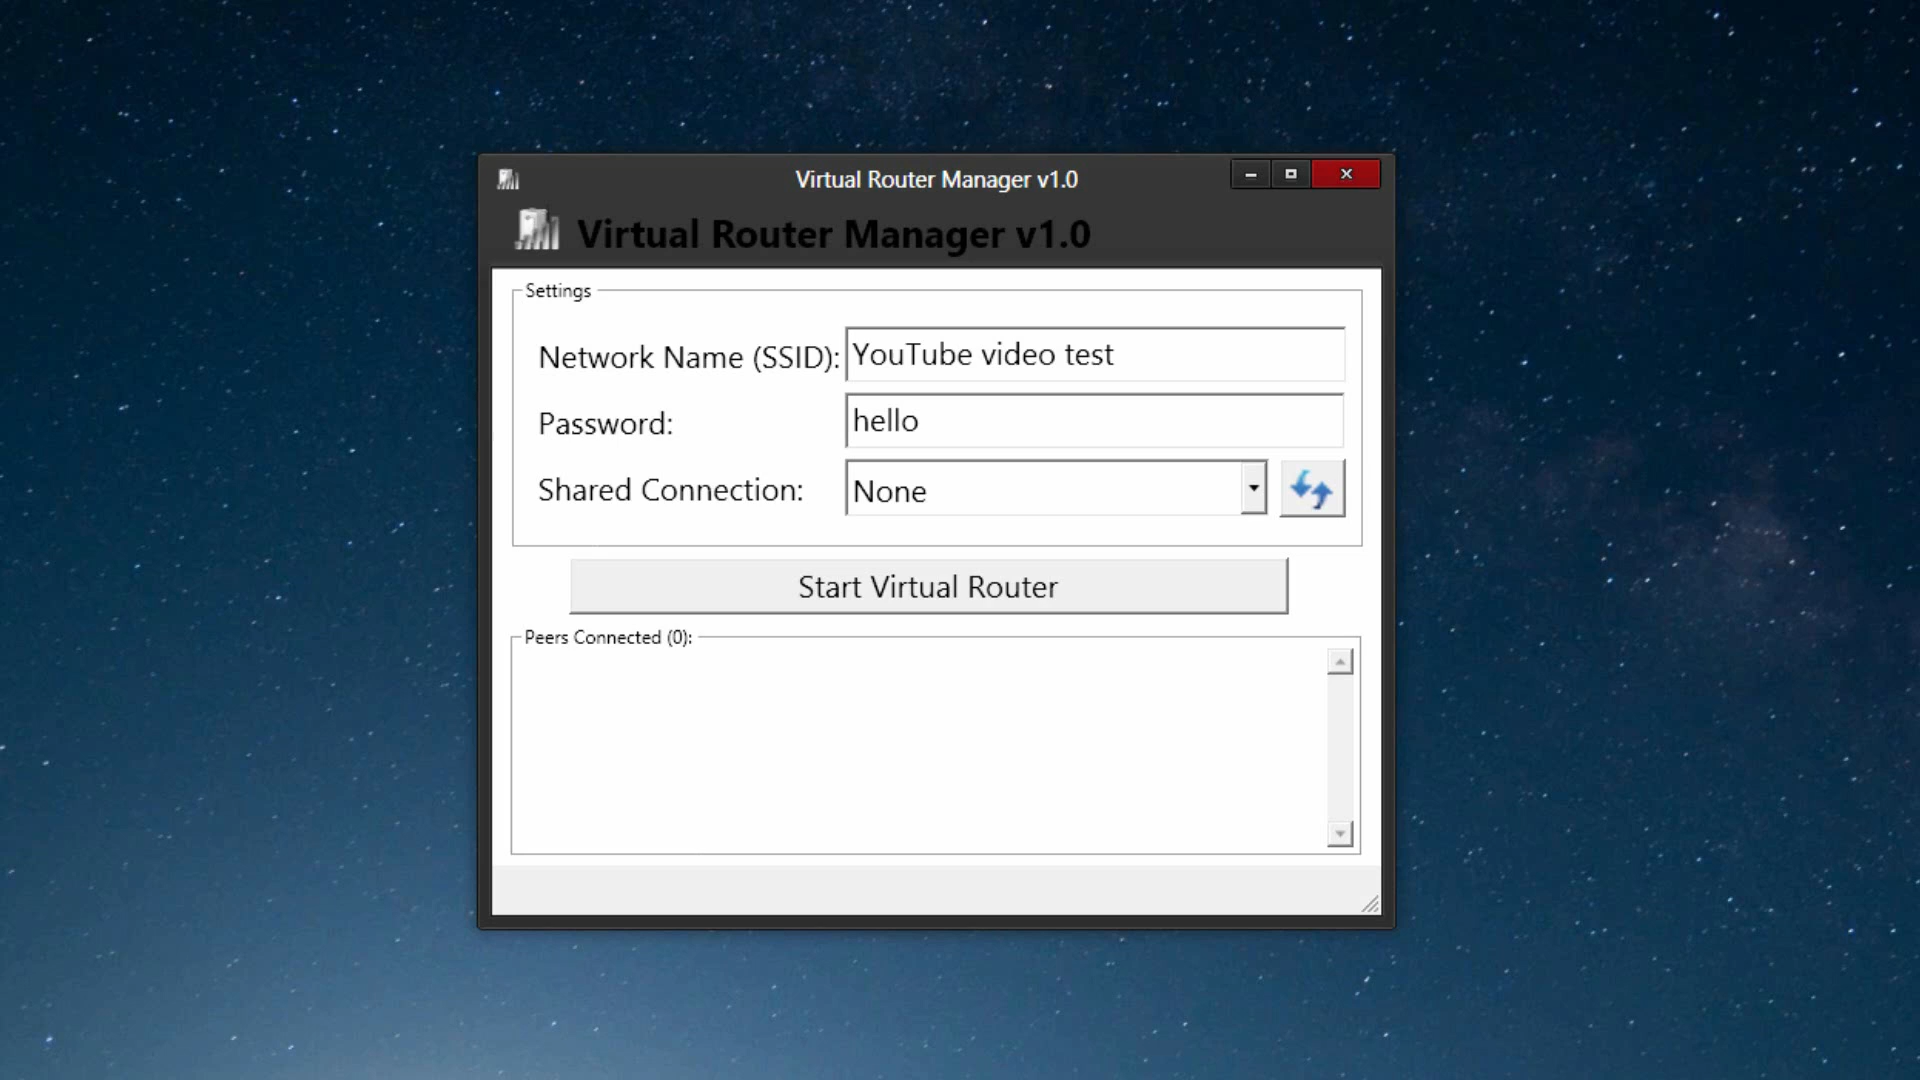 Virtual Router Manager v1.0
Virtual Router Manager v1.0
Settings
Network Name (SSID): YouTube video test
Password: hello
Shared Connection: None
Start Virtual Router
Peers Connected (0):